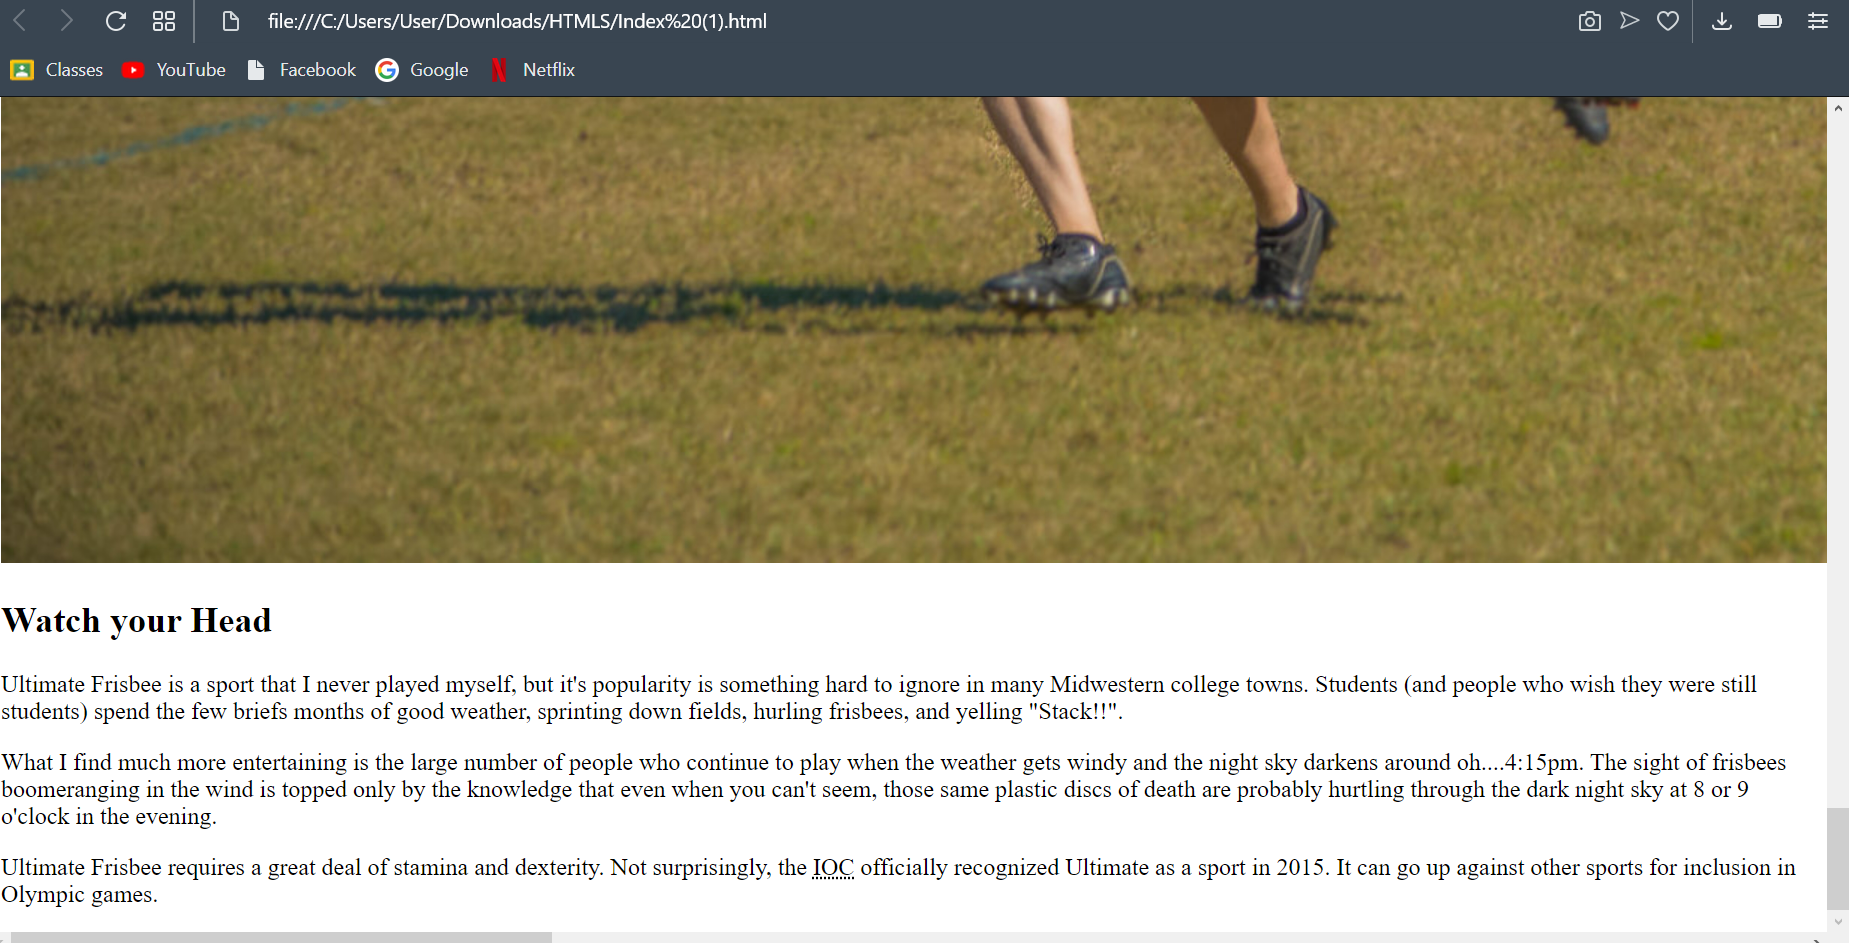 file:///C:/Users/User/Downloads/HTMLS/Index%20(1).html
Classes YouTube Facebook Google Netflix
Watch your Head
Ultimate Frisbee is a sport that I never played myself, but it's popularity is something hard to ignore in many Midwestern college towns. Students (and people who wish they were still
students) spend the few briefs months of good weather, sprinting down fields, hurling frisbees, and yelling "Stack!!".
What I find much more entertaining is the large number of people who continue to play when the weather gets windy and the night sky darkens around oh....4:15pm. The sight of frisbees
boomeranging in the wind is topped only by the knowledge that even when you can't seem, those same plastic discs of death are probably hurtling through the dark night sky at 8 or 9
o'clock in the evening.
Ultimate Frisbee requires a great deal of stamina and dexterity. Not surprisingly, the IOC officially recognized Ultimate as a sport in 2015. It can go up against other sports for inclusion in
Olympic games.